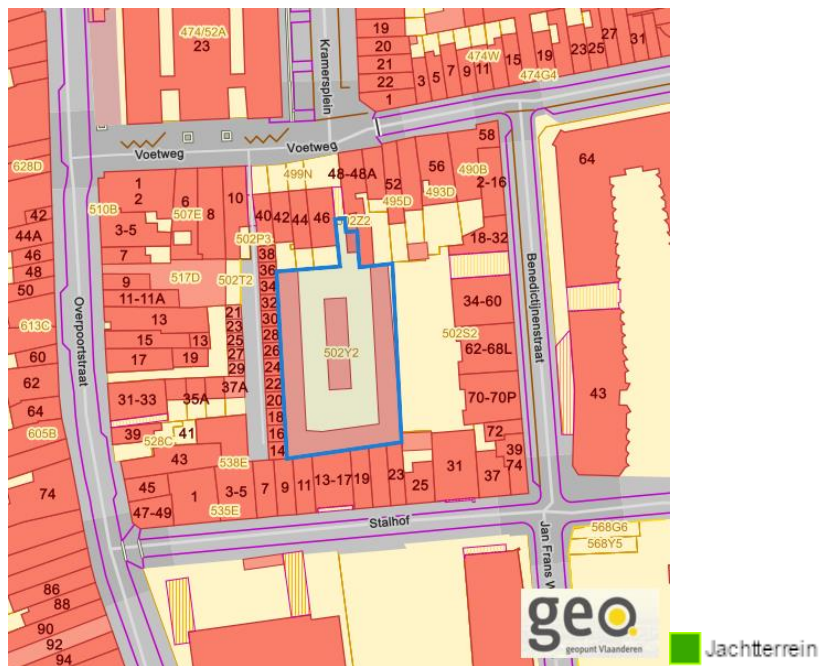 474/52A
23
19
20
21
22
1
Kramersplein
474W
3 5 7 9 11 15 19 23 25 27 31
474G4
Voetweg
Voetweg
58
64
628D
1
2
6
507E
8
10
499N
48-48A
52
495D
56
493D
490B
2-16
510B
3-5
7
40 42 44 46
502P3
38
18-32
42
44A
46
48
50
9
11-11A
517D
502T2
36
34
32
30
28
26
24
22
20
18
16
14
613C
13
15
13
17
19
21
23
25
27
29
502Y2
34-60
502S2
62-68L
Overpoortstraat
Benedictijnenstraat
60
62
64
605B
31-33
35A
37A
70-70P
43
39
528C
41
43
538E
72
39
74
74
45
47-49
1
3-5
535E
7 9 11 13-17 19 23 25 31 37
Stalhof
Jan Frans W
568G6
568Y5
86
88
90
92
94
geo
geopunt Vlaanderen
Jachtterrein